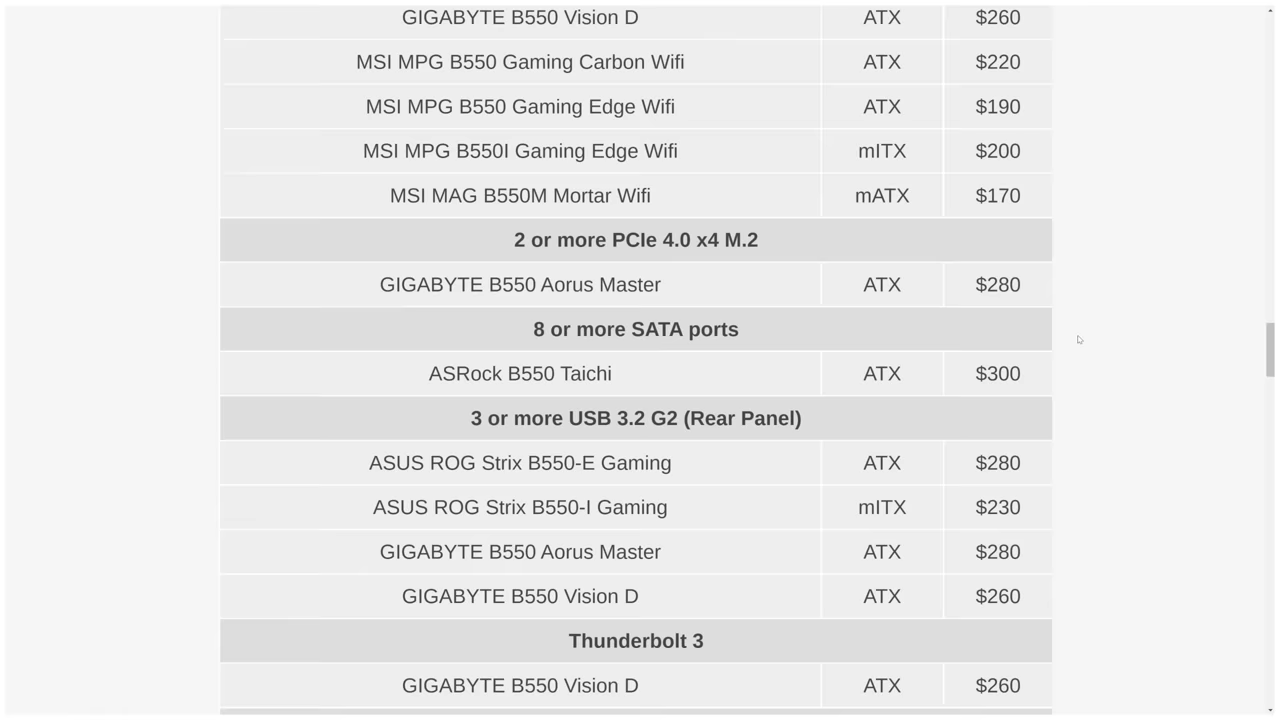 GIGABYTE B550 Vision D ATX $260
MSI MPG B550 Gaming Carbon Wifi ATX $220
MSI MPG B550 Gaming Edge Wifi ATX $190
MSI MPG B550I Gaming Edge Wifi mITX $200
MSI MAG B550M Mortar Wifi mATX $170
2 or more PCIe 4.0 x4 M.2
GIGABYTE B550 Aorus Master ATX $280
8 or more SATA ports
ASRock B550 Taichi ATX $300
3 or more USB 3.2 G2 (Rear Panel)
ASUS ROG Strix B550-E Gaming ATX $280
ASUS ROG Strix B550-I Gaming mITX $230
GIGABYTE B550 Aorus Master ATX $280
GIGABYTE B550 Vision D ATX $260
Thunderbolt 3
GIGABYTE B550 Vision D ATX $260